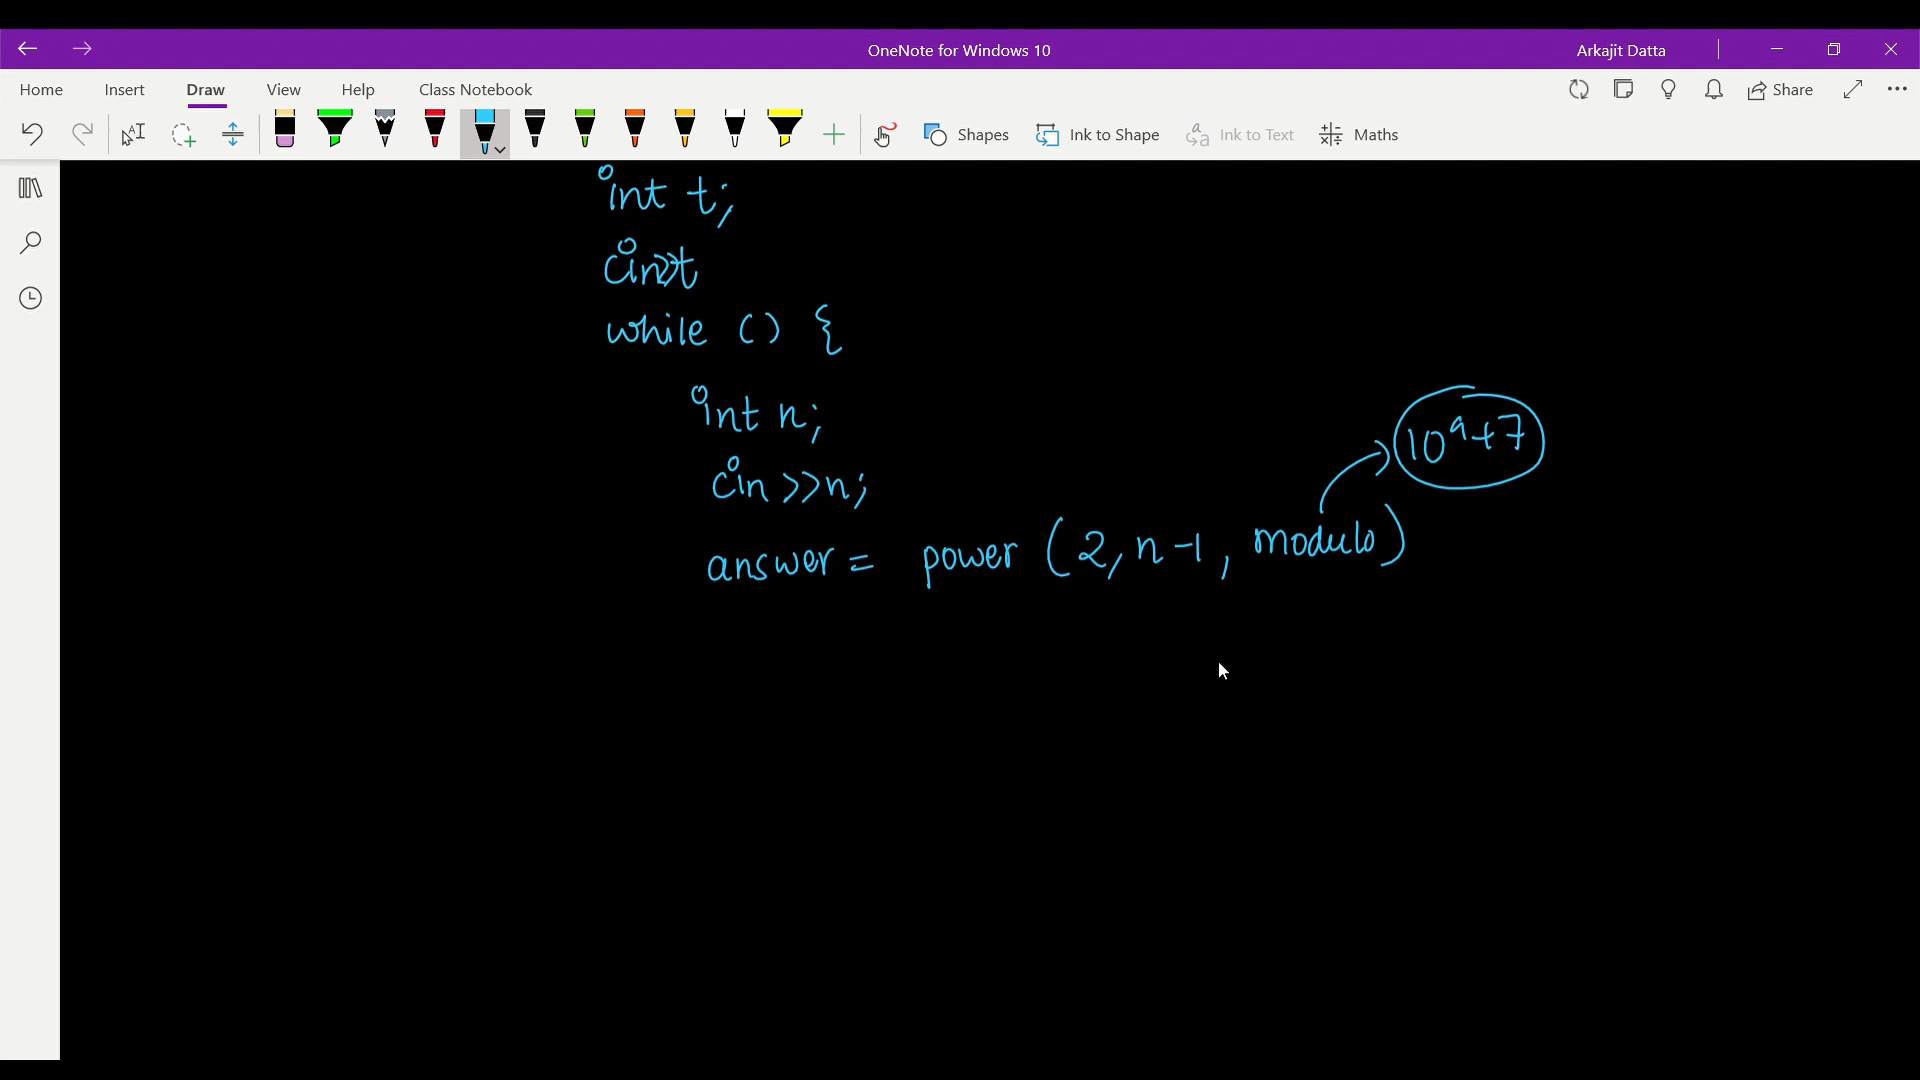 OneNote for Windows 10
Arkajit Datta
Home Insert Draw View Help Class Notebook
Share
Shapes Ink to Shape Ink to Text Maths
int t;
cin>>t
while () {
int n;
cin >>n;
10^9+7
answer = power (2, n-1, modulo)